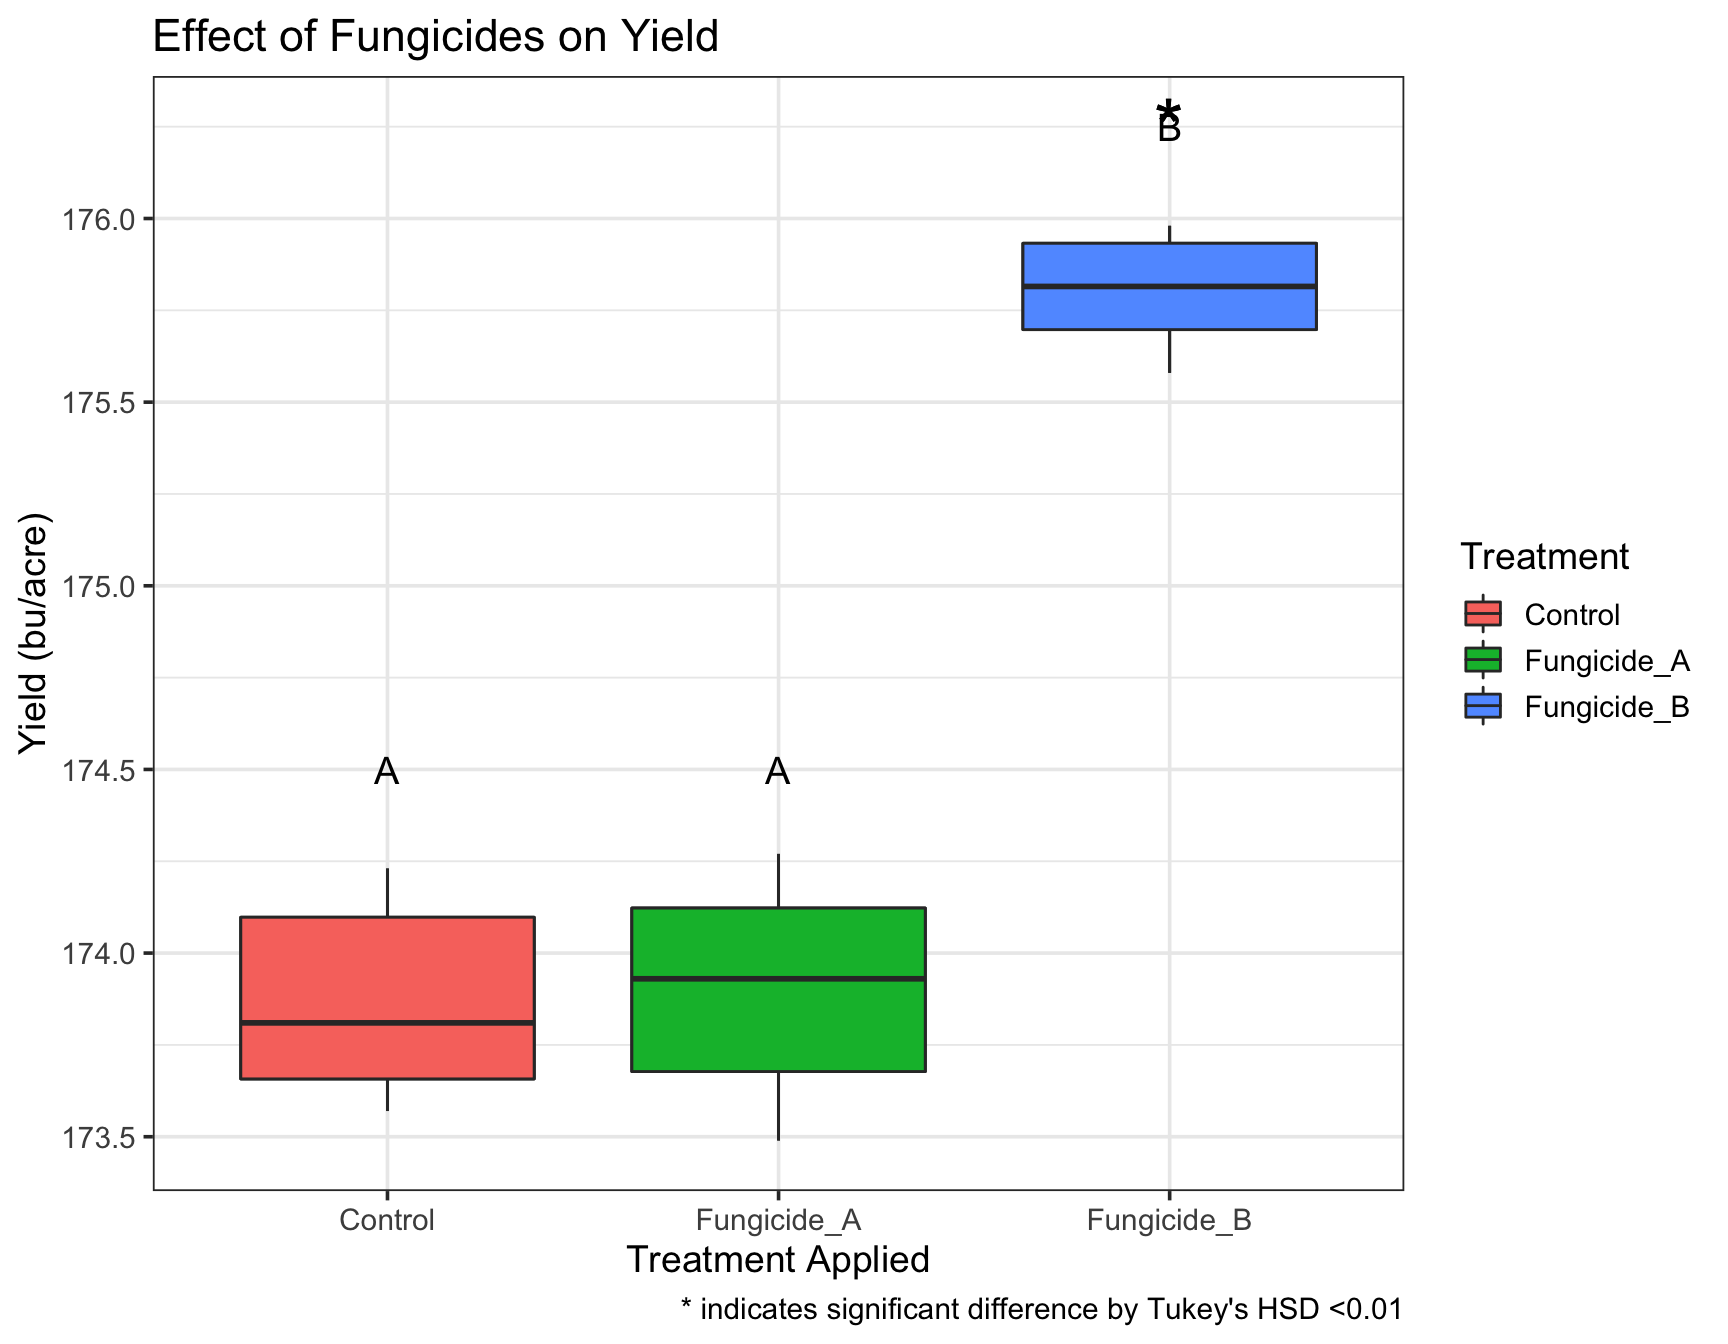 Effect of Fungicides on Yield
*
B
176.0
175.5
175.0
174.5
174.0
173.5
Yield (bu/acre)
A
A
Control
Fungicide_A
Fungicide_B
Treatment Applied
* indicates significant difference by Tukey's HSD <0.01
Treatment
Control
Fungicide_A
Fungicide_B